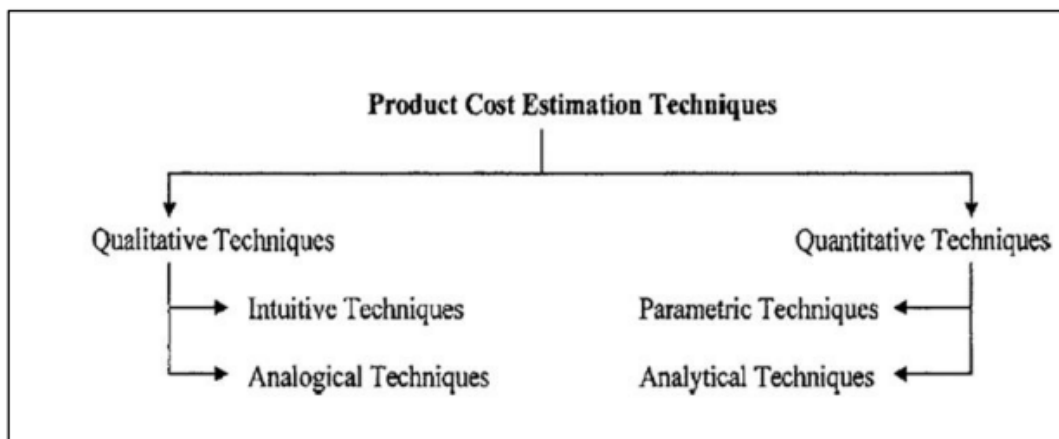 Product Cost Estimation Techniques
Qualitative Techniques
Quantitative Techniques
Intuitive Techniques
Parametric Techniques
Analogical Techniques
Analytical Techniques